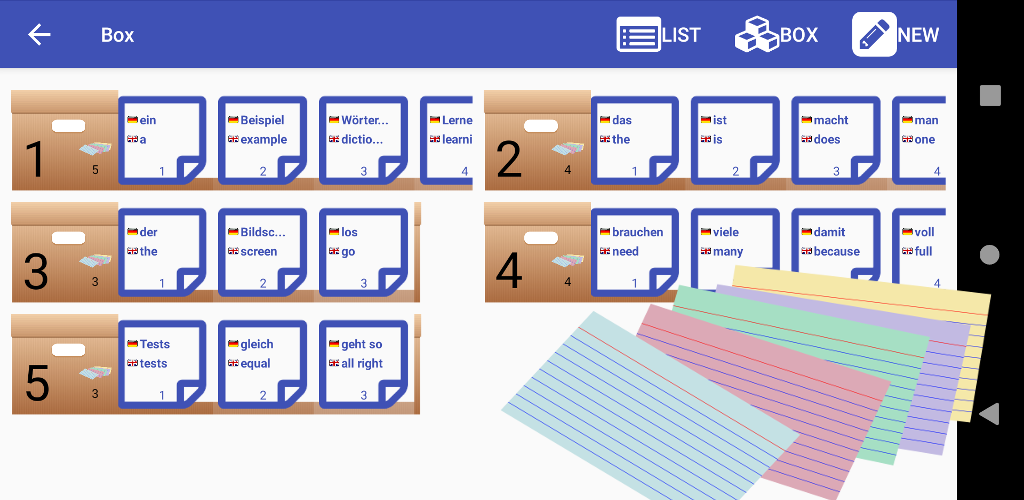 Box
LIST
BOX
NEW
1
5
ein
a
1
Beispiel
example
2
Wörter...
dictio...
3
Lerne
learni
4
2
4
das
the
1
ist
is
2
macht
does
3
man
one
4
3
3
der
the
1
Bildsc...
screen
2
los
go
3
4
4
brauchen
need
1
viele
many
damit
because
voll
full
4
5
3
Tests
tests
1
gleich
equal
2
geht so
all right
3